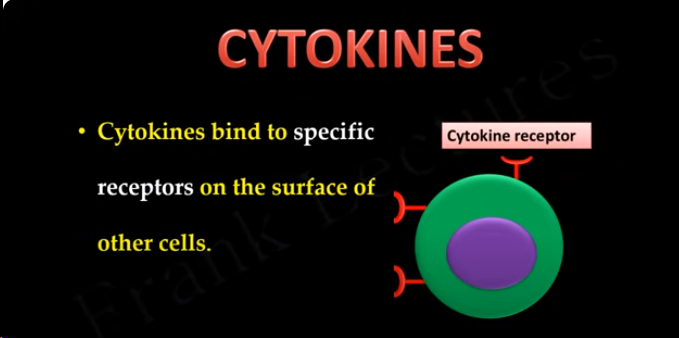 CYTOKINES
• Cytokines bind to specific
receptors on the surface of
other cells.
Cytokine receptor
Frank Lectures